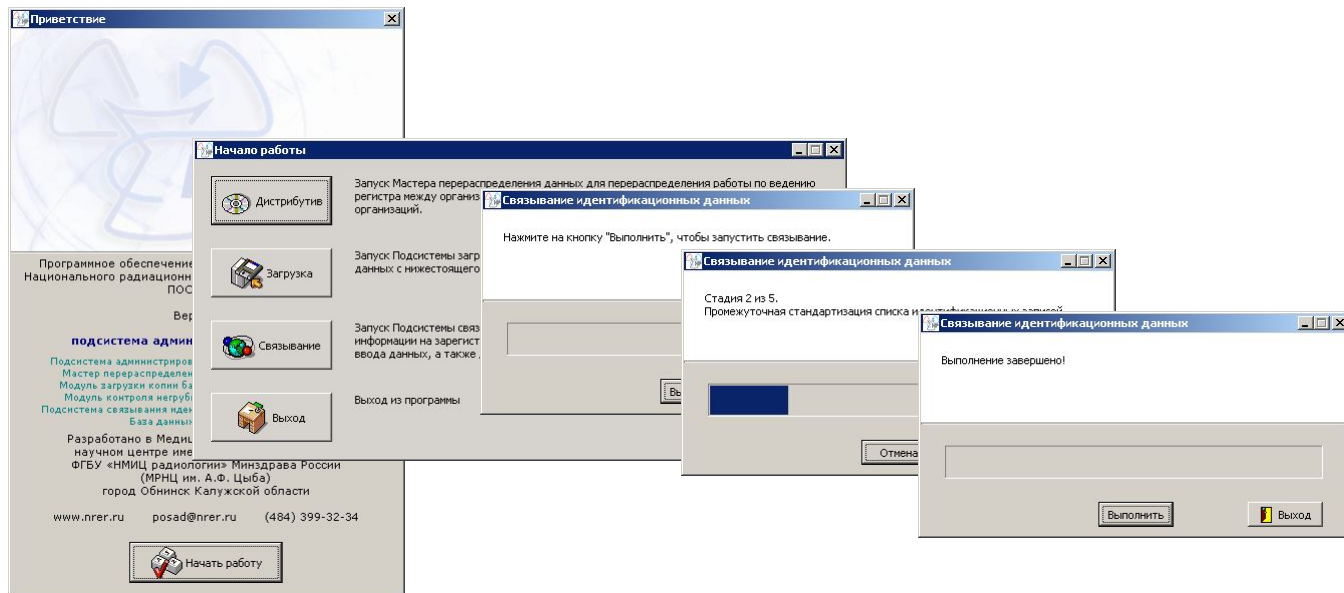 Приветствие
Программное обеспечение
Национального радиационн
ПОС
Вер
подсистема админ
Подсистема администриров
Мастер перераспределен
Модуль загрузки копии ба
Модуль контроля негрубы
Подсистема связывания иден
База данны
Разработано в Медиц
научном центре име
ФГБУ «НМИЦ радиологии» Минздрава России
(МРНЦ им. А.Ф. Цыба)
город Обнинск Калужской области
www.nrer.ru posad@nrer.ru (484) 399-32-34
Начать работу
Начало работы
Дистрибутив
Запуск Мастера перераспределения данных для перераспределения работы по ведению
регистра между организ
организаций.
Загрузка
Запуск Подсистемы загр
данных с нижестоящего
Связывание
Запуск Подсистемы связ
информации на зарегист
ввода данных, а также
Выход
Выход из программы
Связывание идентификационных данных
Нажмите на кнопку "Выполнить", чтобы запустить связывание.
Вы
Связывание идентификационных данных
Стадия 2 из 5.
Промежуточная стандартизация списка идентификационных записей
Отмена
Связывание идентификационных данных
Выполнение завершено!
Выполнить
Выход